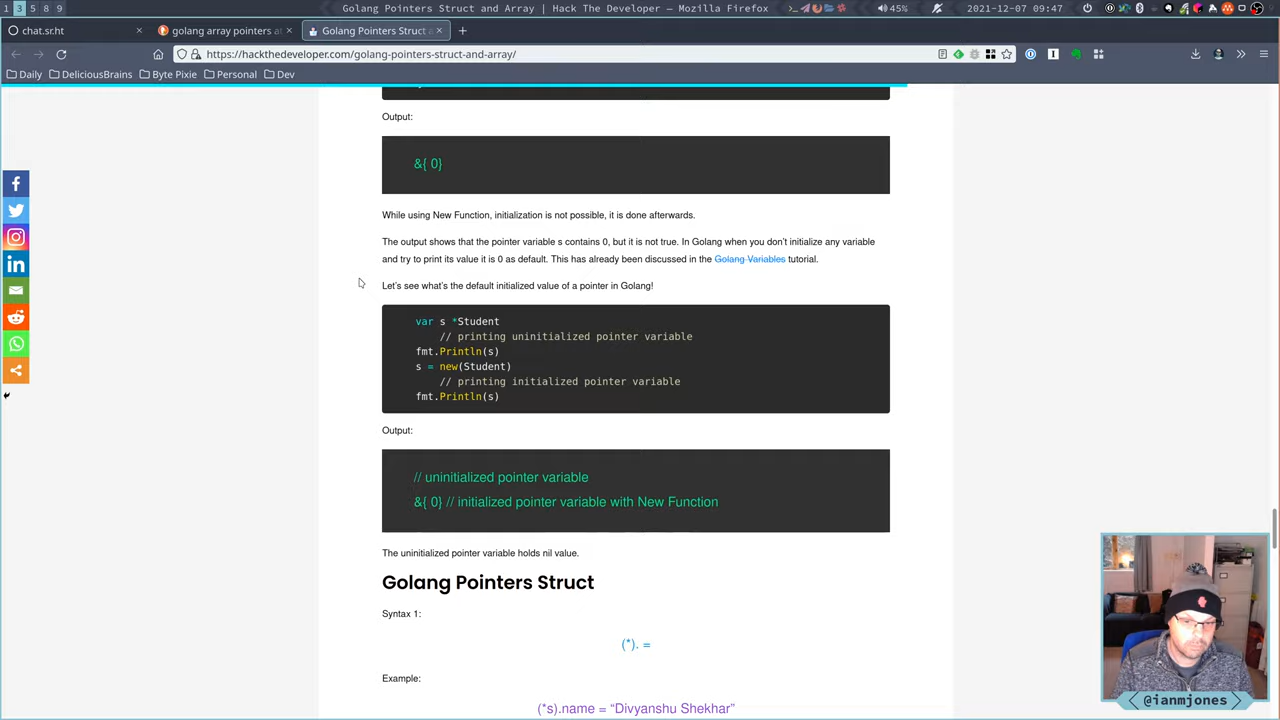 1 3 5 8 9 Golang Pointers Struct and Array | Hack The Developer — Mozilla Firefox 45% 2021-12-07 09:47
chat.sr.ht × golang array pointers at × Golang Pointers Struct a × +
https://hackthedeveloper.com/golang-pointers-struct-and-array/
Daily DeliciousBrains Byte Pixie Personal Dev
Output:
&{ 0}
While using New Function, initialization is not possible, it is done afterwards.
The output shows that the pointer variable s contains 0, but it is not true. In Golang when you don't initialize any variable
and try to print its value it is 0 as default. This has already been discussed in the Golang Variables tutorial.
Let's see what's the default initialized value of a pointer in Golang!
var s *Student
// printing uninitialized pointer variable
fmt.Println(s)
s = new(Student)
// printing initialized pointer variable
fmt.Println(s)
Output:
// uninitialized pointer variable
&{ 0} // initialized pointer variable with New Function
The uninitialized pointer variable holds nil value.
Golang Pointers Struct
Syntax 1:
(*). =
Example:
(*s).name = “Divyanshu Shekhar”
@ianmjones